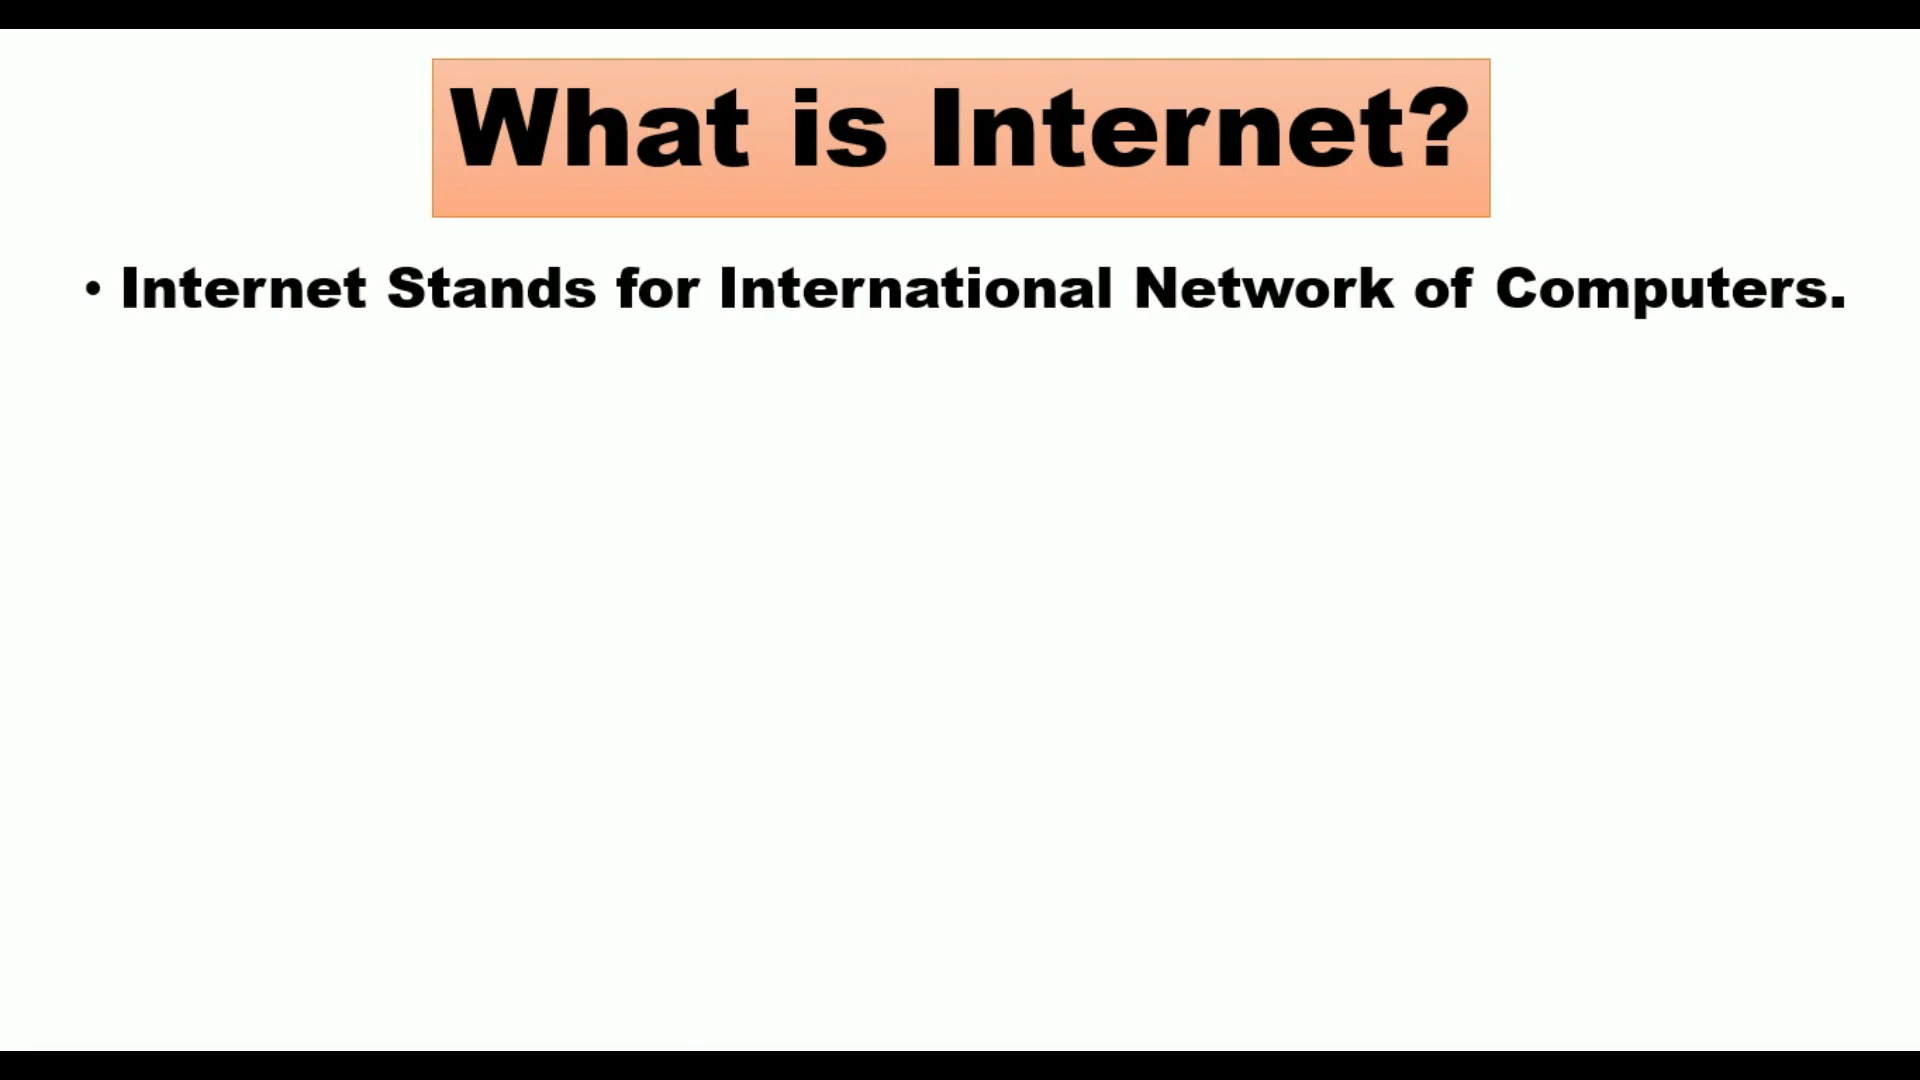 What is Internet?
• Internet Stands for International Network of Computers.